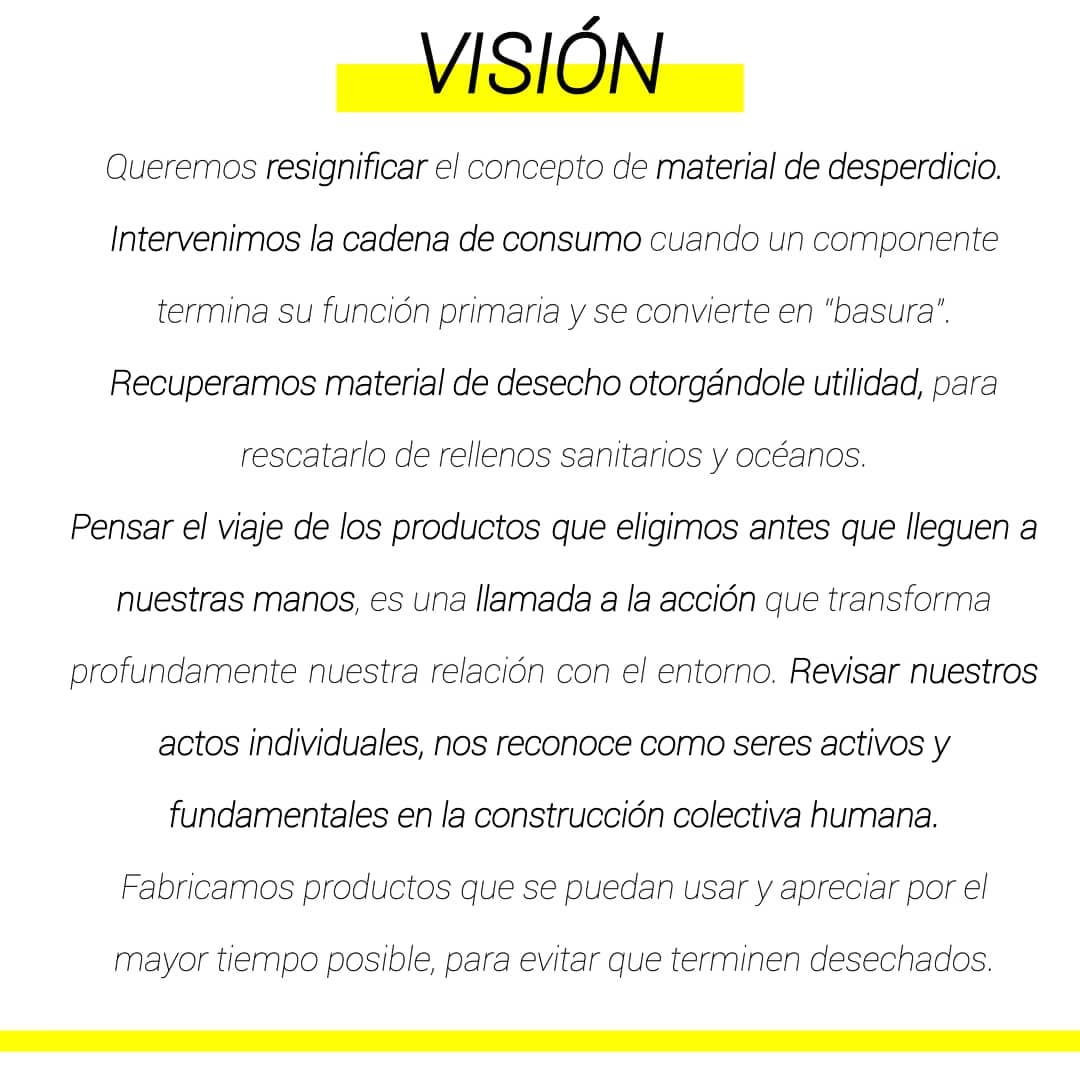 VISIÓN
Queremos resignificar el concepto de material de desperdicio.
Intervenimos la cadena de consumo cuando un componente
termina su función primaria y se convierte en "basura".
Recuperamos material de desecho otorgándole utilidad, para
rescatarlo de rellenos sanitarios y océanos.
Pensar el viaje de los productos que eligimos antes que lleguen a
nuestras manos, es una llamada a la acción que transforma
profundamente nuestra relación con el entorno. Revisar nuestros
actos individuales, nos reconoce como seres activos y
fundamentales en la construcción colectiva humana.
Fabricamos productos que se puedan usar y apreciar por el
mayor tiempo posible, para evitar que terminen desechados.